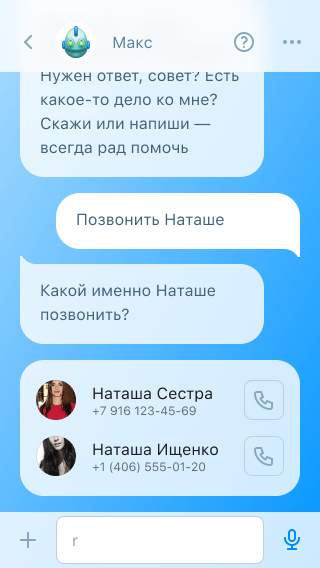 Макс
Нужен ответ, совет? Есть
какое-то дело ко мне?
Скажи или напиши —
всегда рад помочь
Позвонить Наташе
Какой именно Наташе
позвонить?
Наташа Сестра
+7 916 123-45-69
Наташа Ищенко
+1 (406) 555-01-20
r